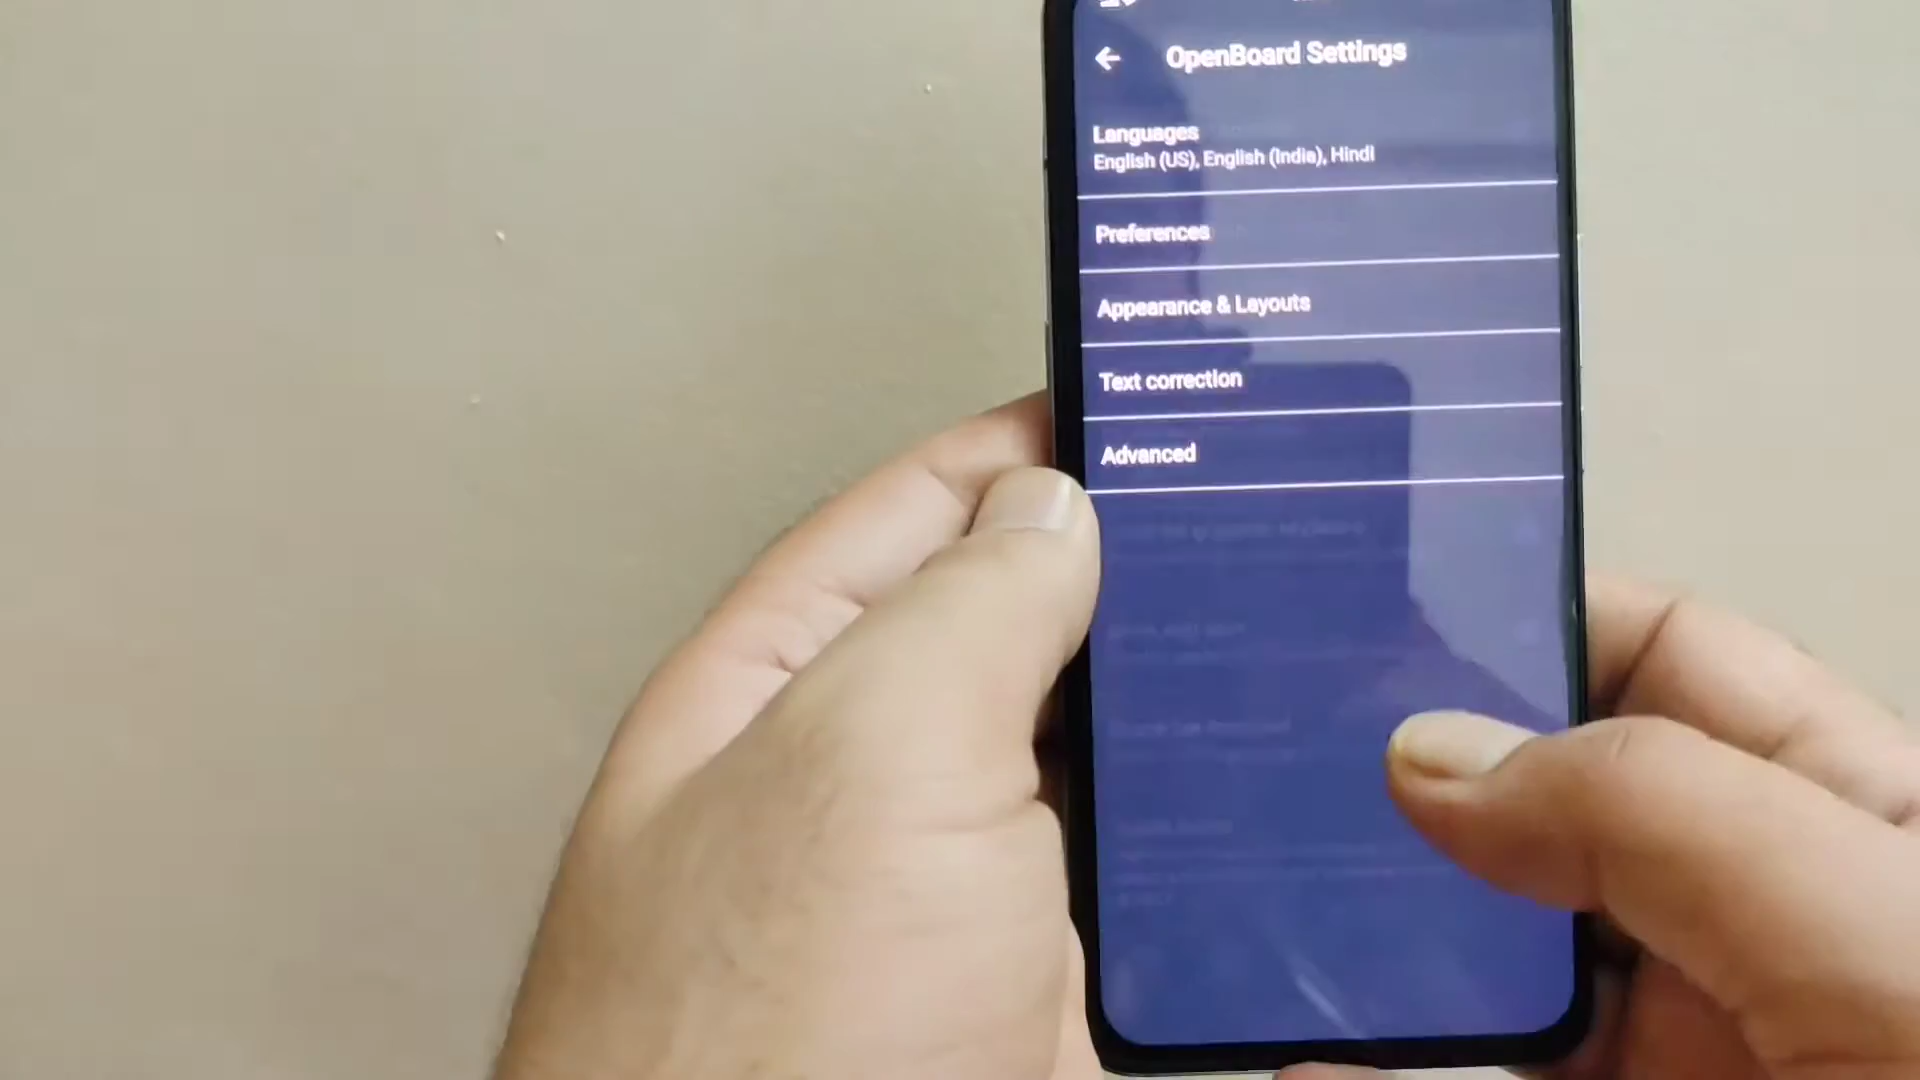 OpenBoard Settings
Languages
English (US), English (India), Hindi
Preferences
Appearance & Layouts
Text correction
Advanced